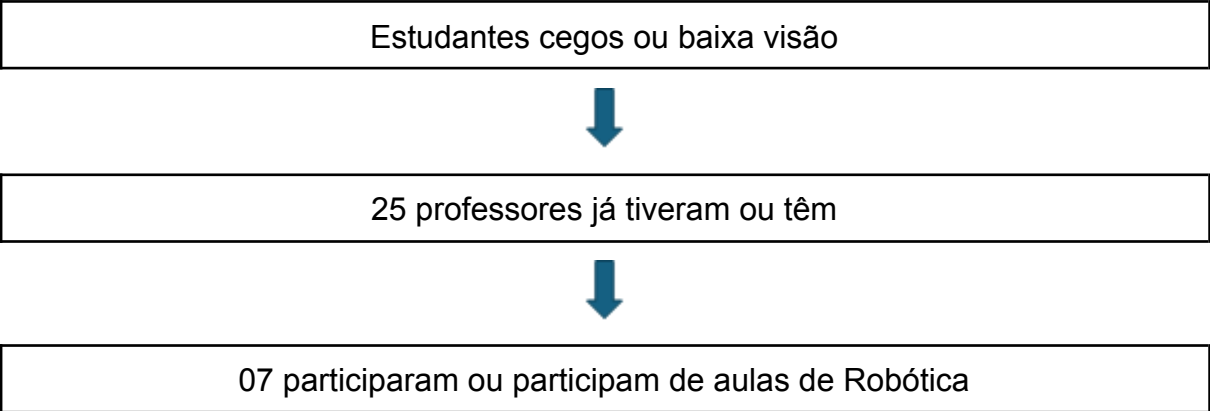 Estudantes cegos ou baixa visão
25 professores já tiveram ou têm
07 participaram ou participam de aulas de Robótica